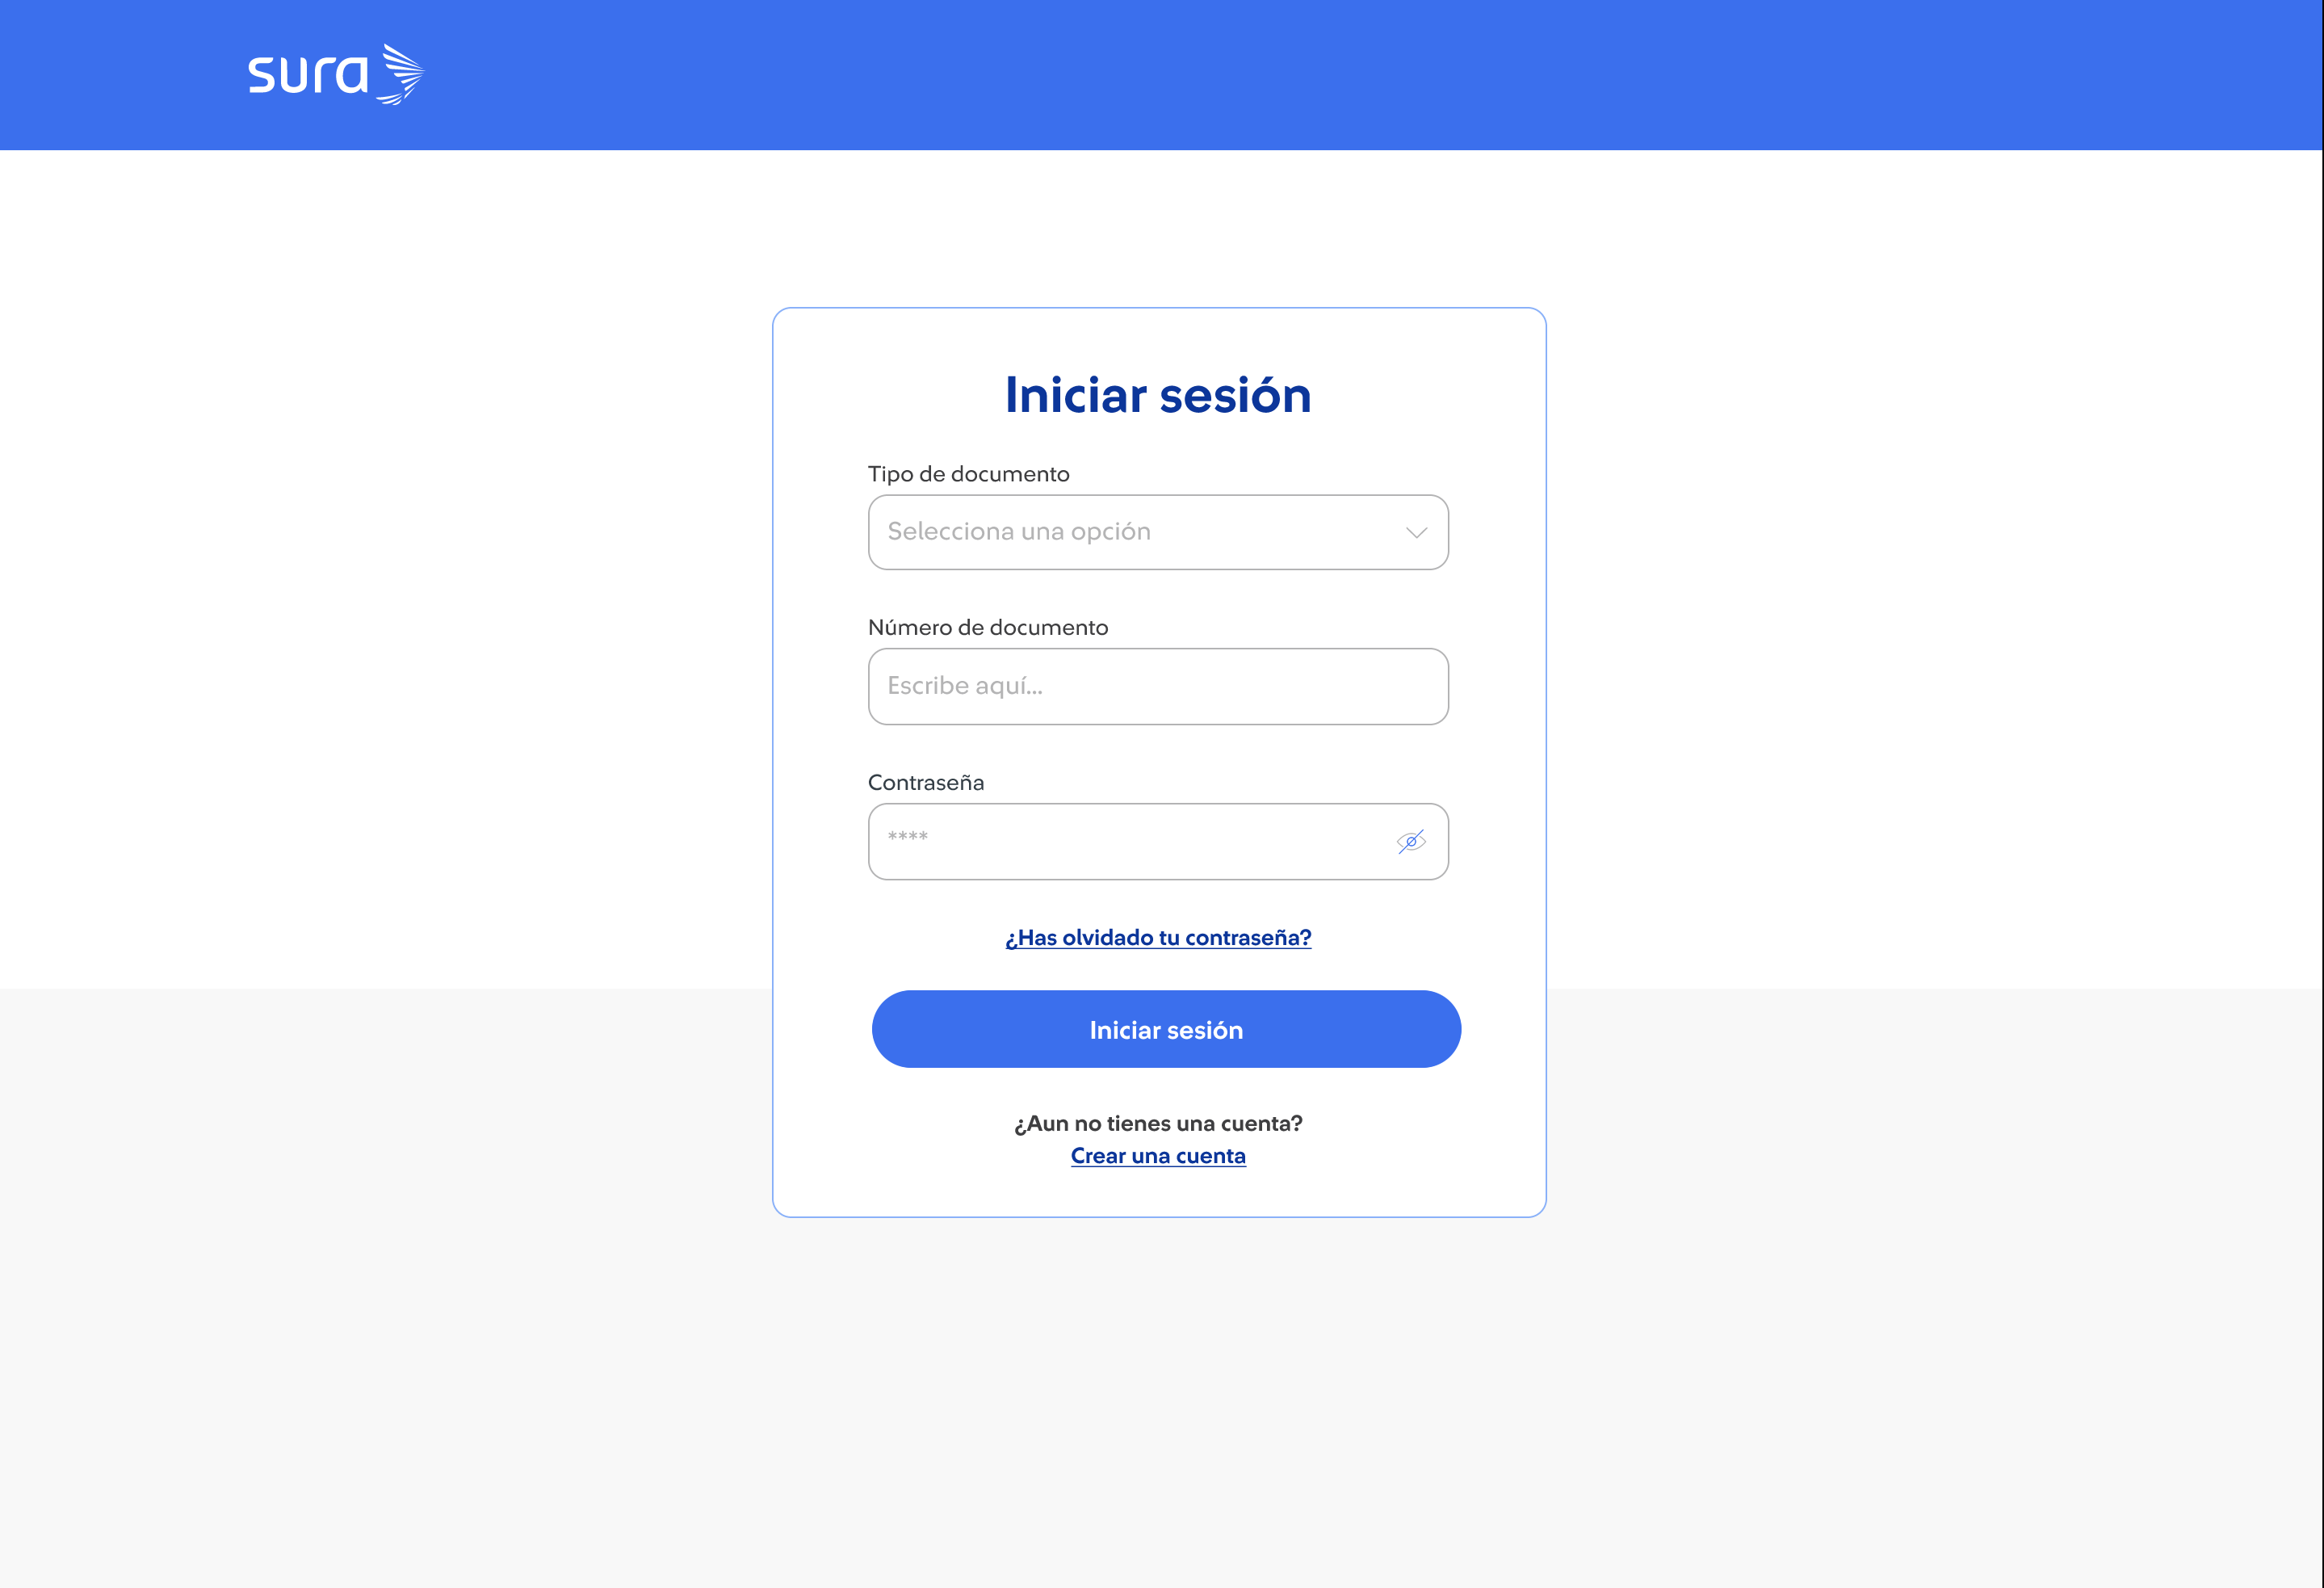 sura
Iniciar sesión
Tipo de documento
Selecciona una opción
Número de documento
Escribe aquí...
Contraseña
****
¿Has olvidado tu contraseña?
Iniciar sesión
¿Aun no tienes una cuenta?
Crear una cuenta